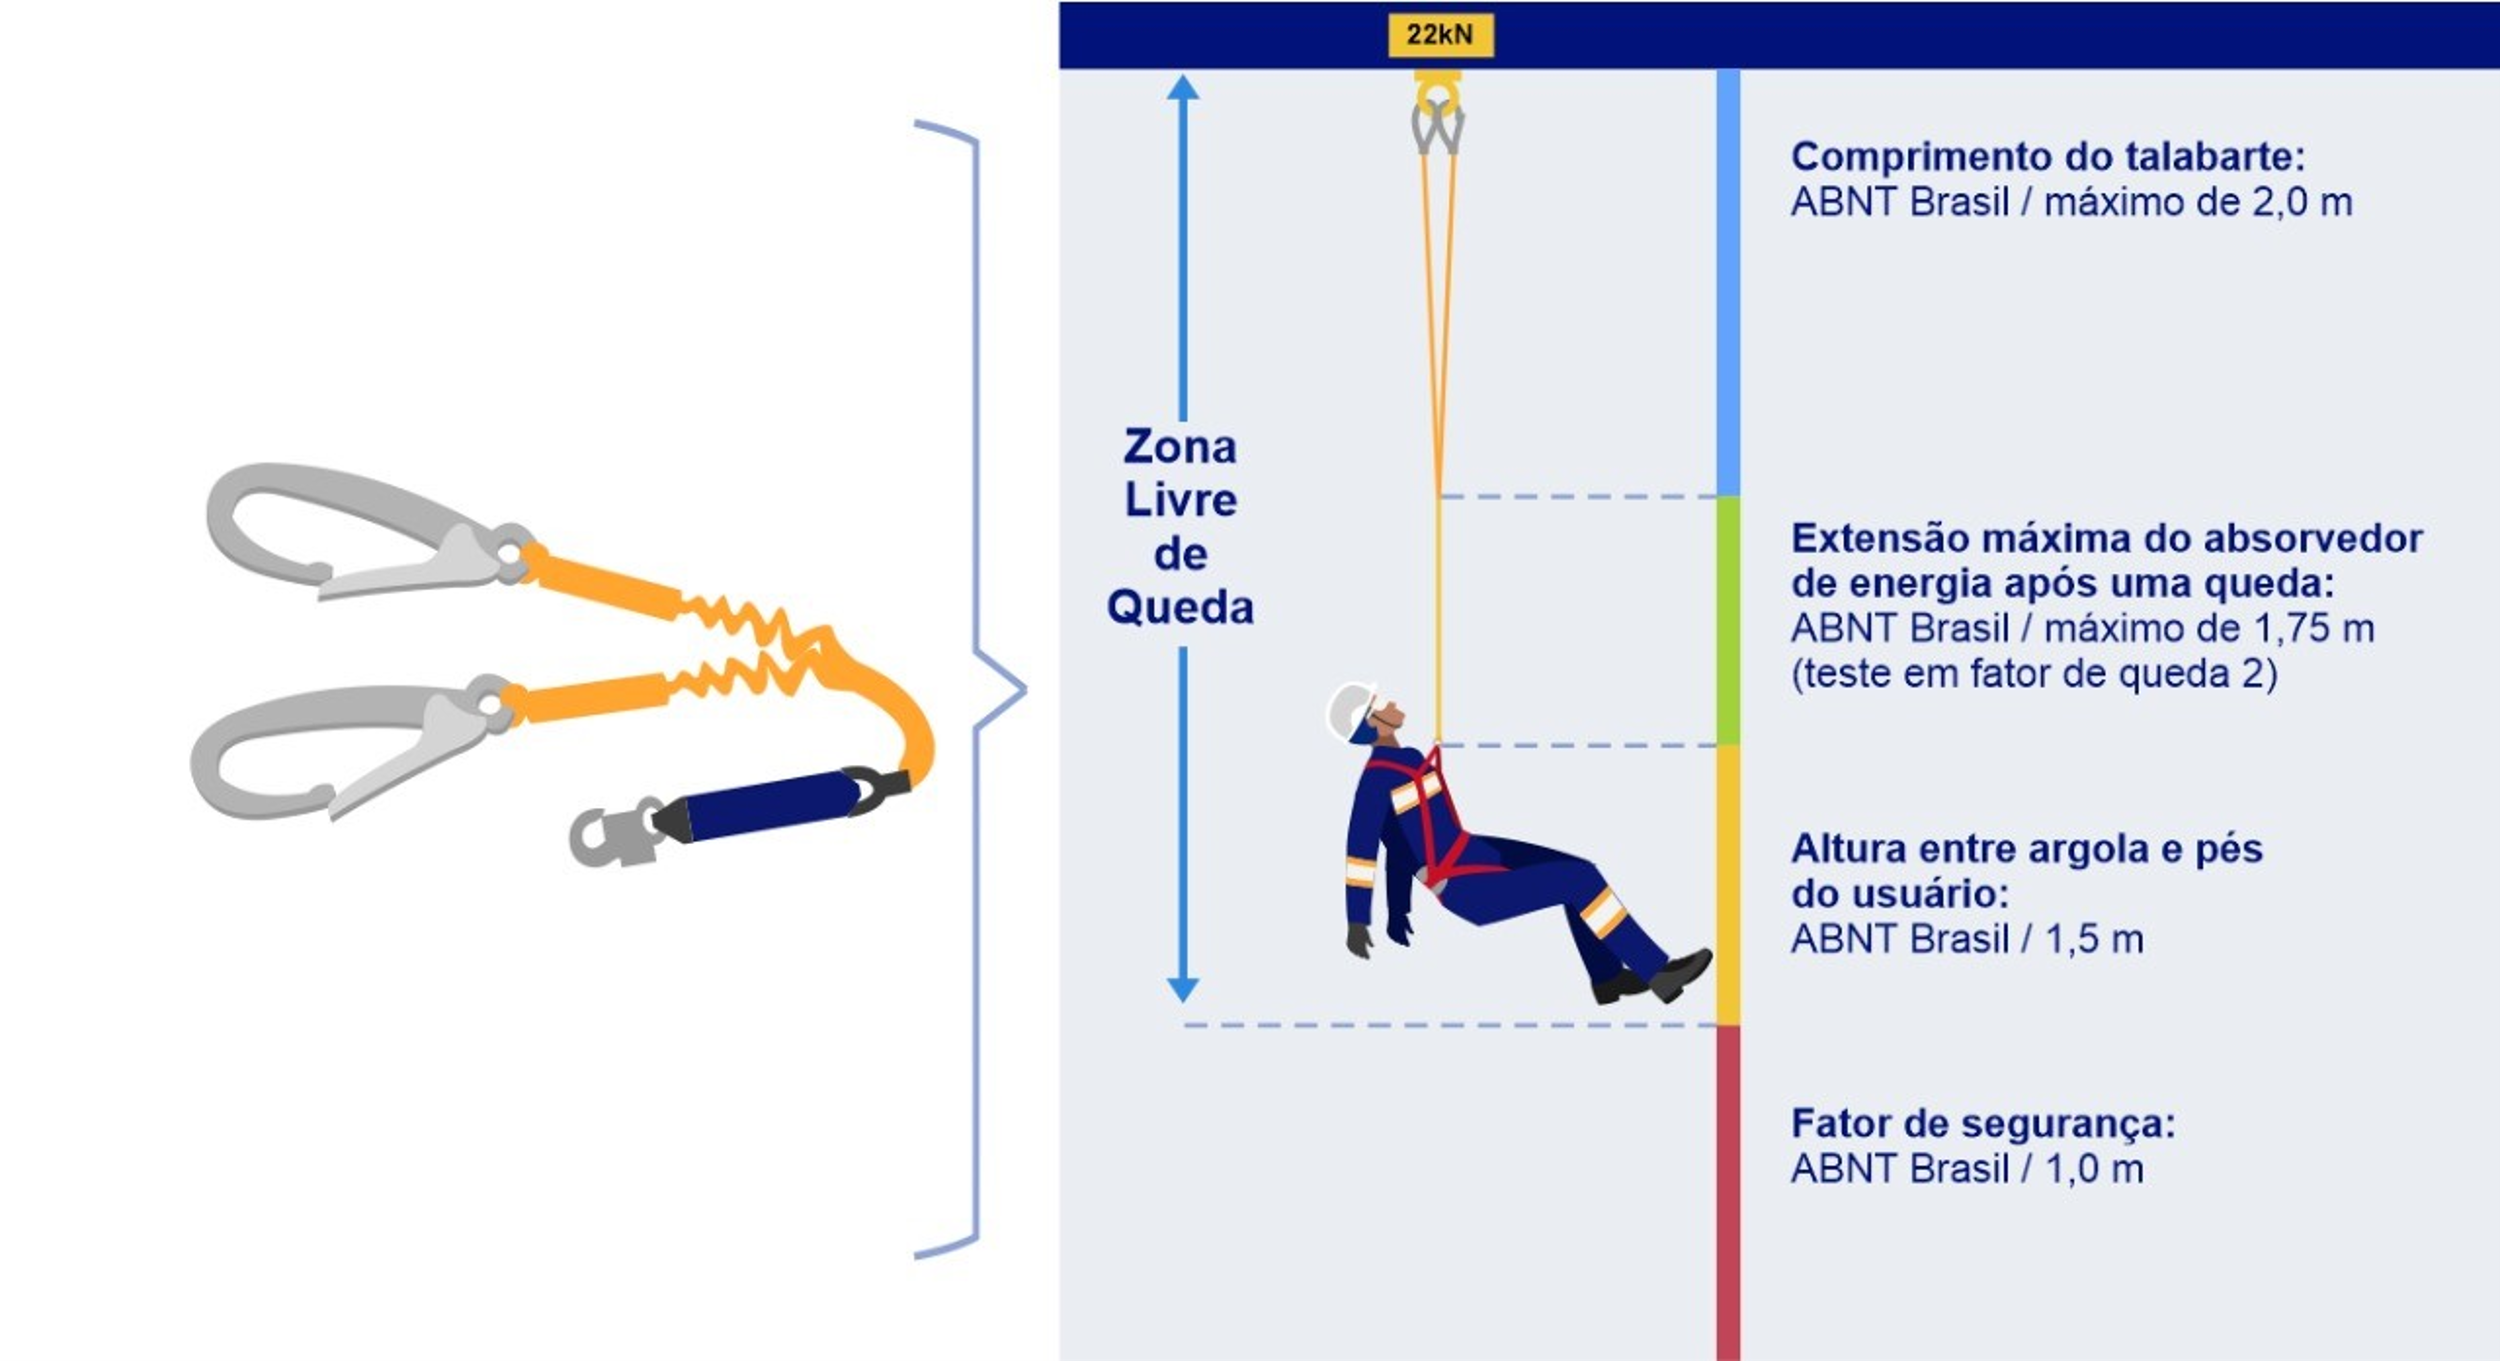 22kN
Zona
Livre
de
Queda
Comprimento do talabarte:
ABNT Brasil / máximo de 2,0 m
Extensão máxima do absorvedor
de energia após uma queda:
ABNT Brasil / máximo de 1,75 m
(teste em fator de queda 2)
Altura entre argola e pés
do usuário:
ABNT Brasil / 1,5 m
Fator de segurança:
ABNT Brasil / 1,0 m